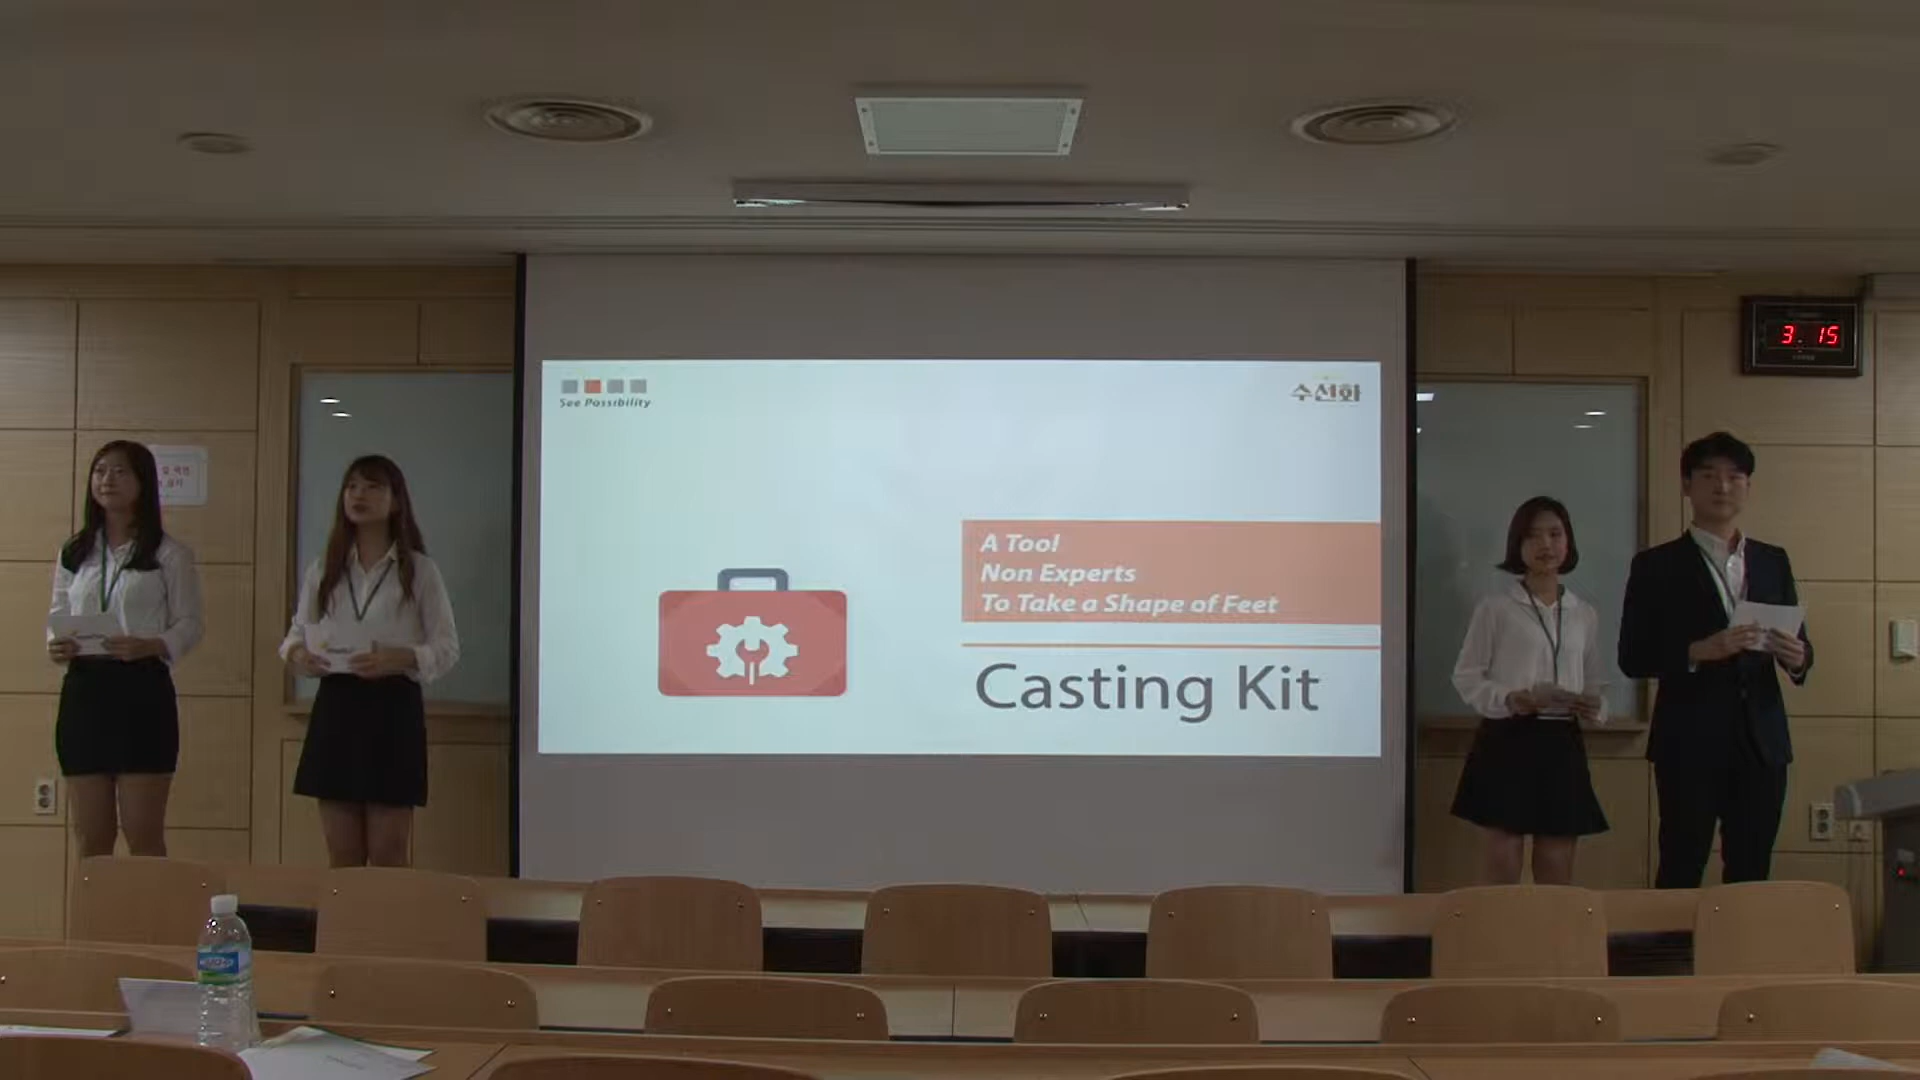 See Possibility
수선화
A Tool
Non Experts
To Take a Shape of Feet
Casting Kit
3 15